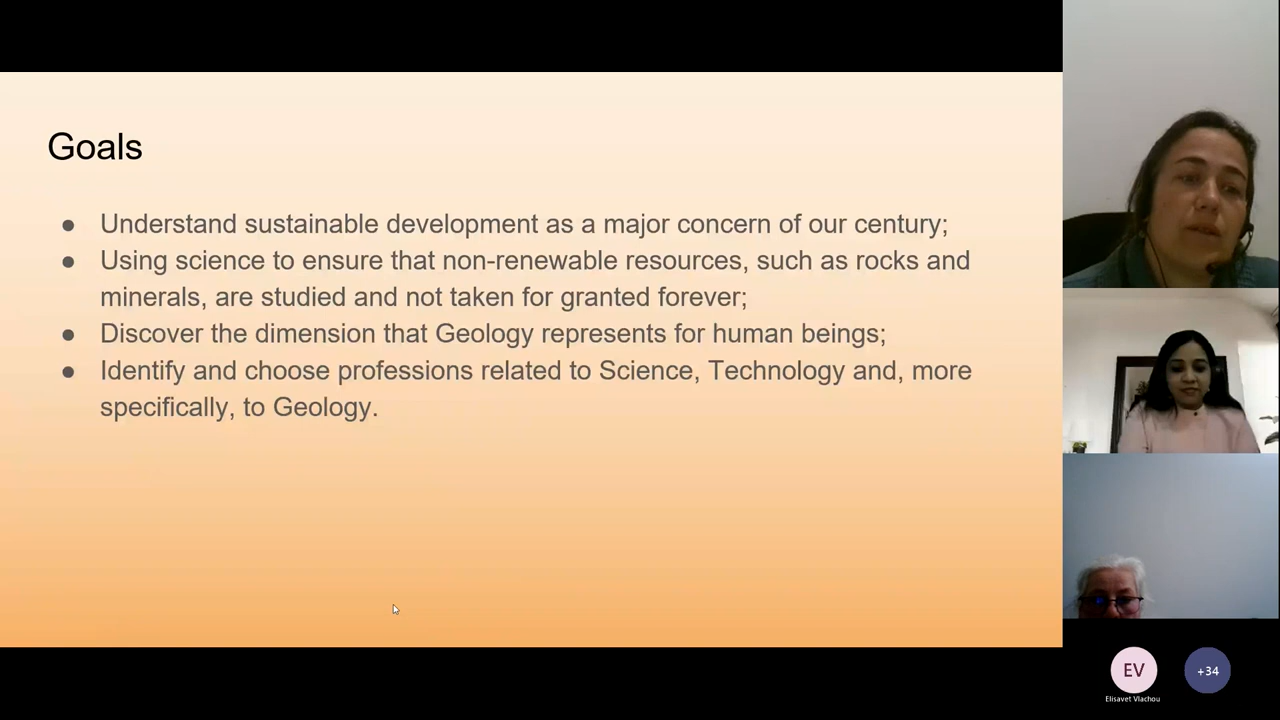 Goals
● Understand sustainable development as a major concern of our century;
● Using science to ensure that non-renewable resources, such as rocks and
minerals, are studied and not taken for granted forever;
● Discover the dimension that Geology represents for human beings;
● Identify and choose professions related to Science, Technology and, more
specifically, to Geology.
EV
+34
Elisavet Vlachou